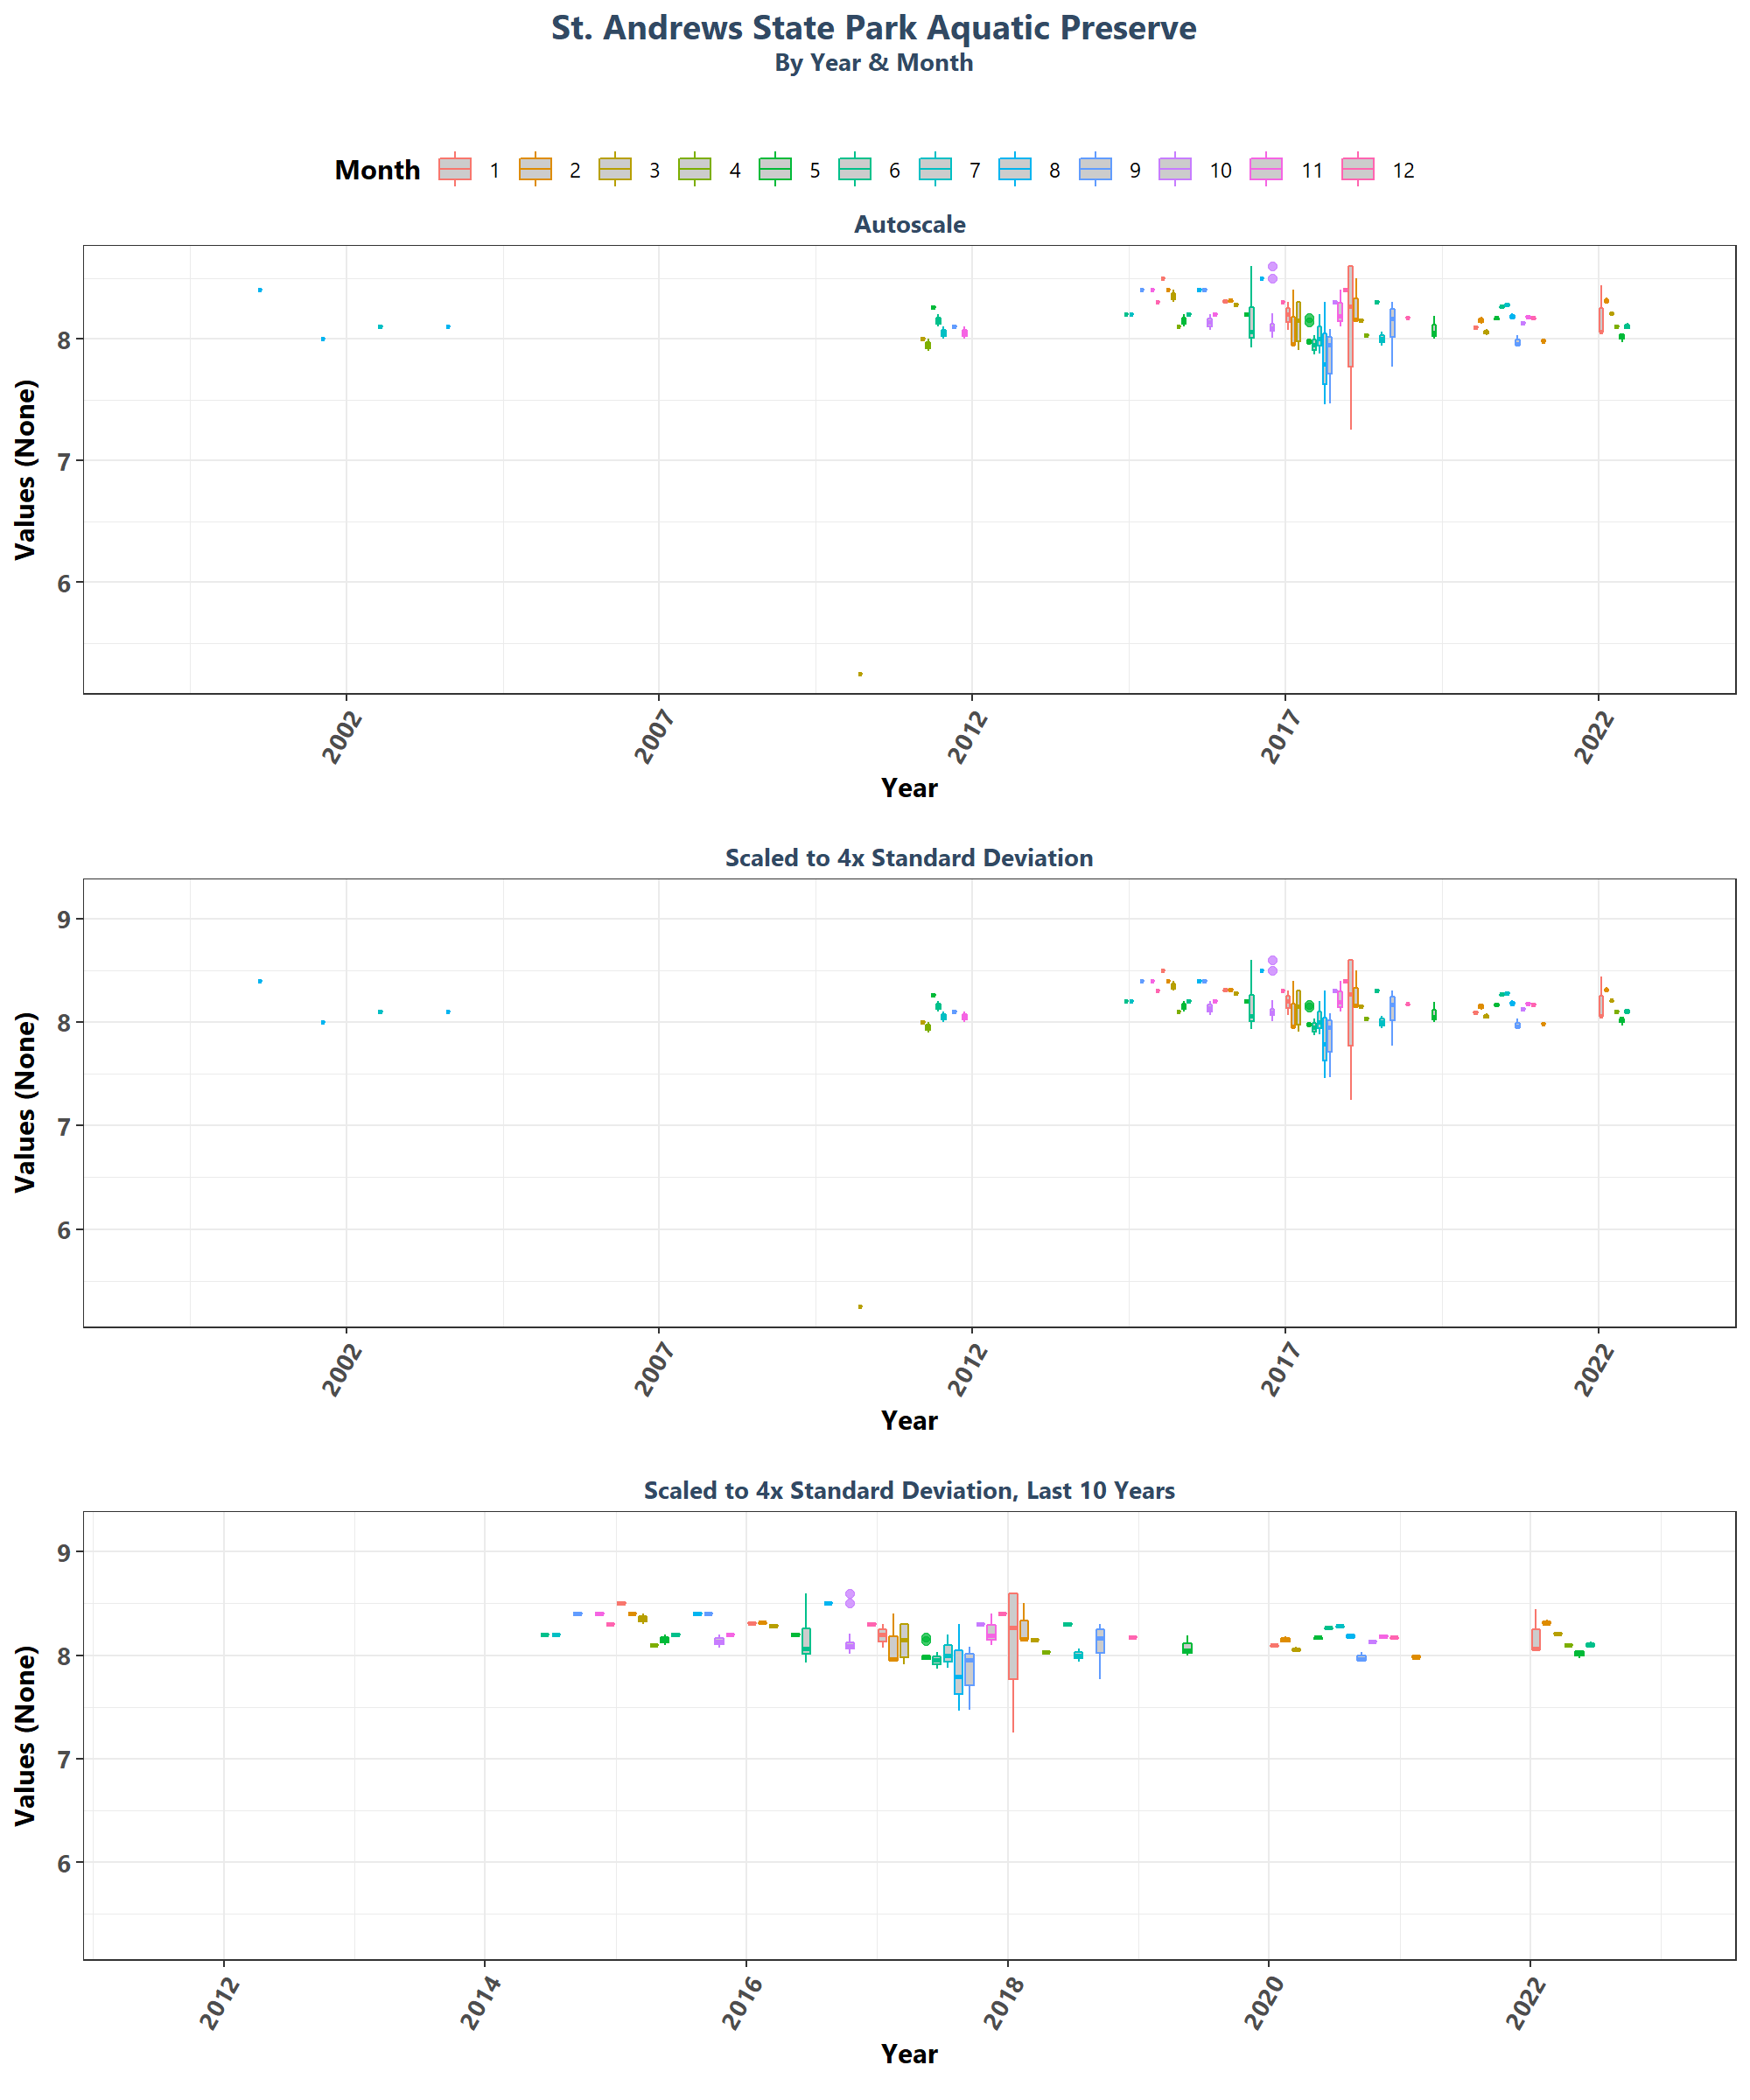 St. Andrews State Park Aquatic Preserve
By Year & Month
Month 1 2 3 4 5 6 7 8 9 10 11 12
Autoscale
8
7
6
Values (None)
2002 2007 2012 2017 2022
Year
Scaled to 4x Standard Deviation
9
8
7
6
Values (None)
2002 2007 2012 2017 2022
Year
Scaled to 4x Standard Deviation, Last 10 Years
9
8
7
6
Values (None)
2012 2014 2016 2018 2020 2022
Year